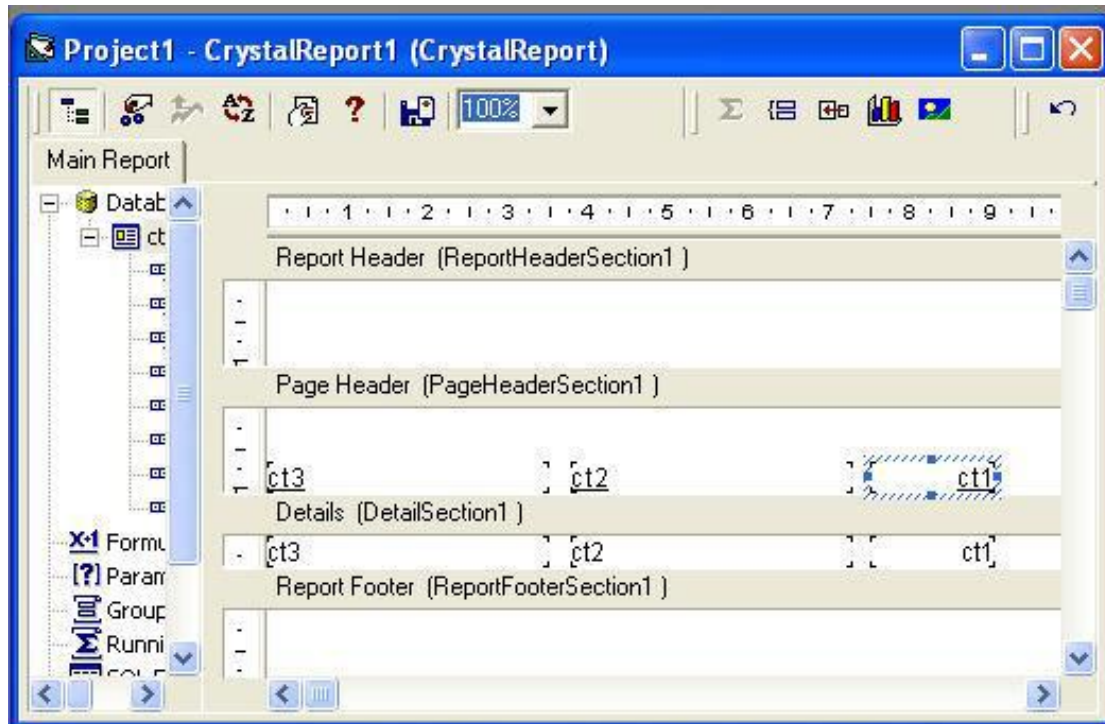 Project1 - CrystalReport1 (CrystalReport)
100%
Main Report
Datab
ct
1 2 3 4 5 6 7 8 9
Report Header (ReportHeaderSection1 )
Page Header (PageHeaderSection1 )
ct3 ct2 ct1
Details (DetailSection1 )
ct3 ct2 ct1
Report Footer (ReportFooterSection1 )
X+1 Formu
[?] Param
Group
Runni